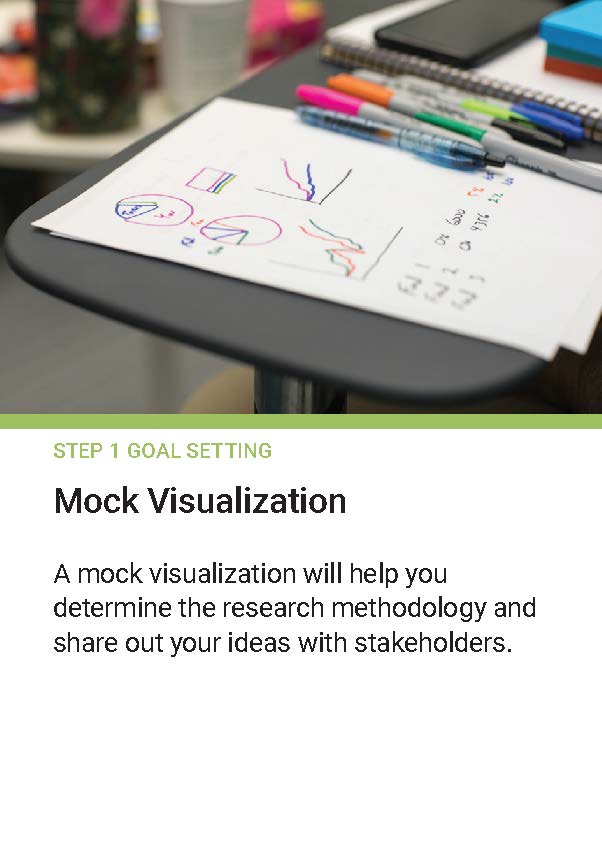 STEP 1 GOAL SETTING
Mock Visualization
A mock visualization will help you
determine the research methodology and
share out your ideas with stakeholders.